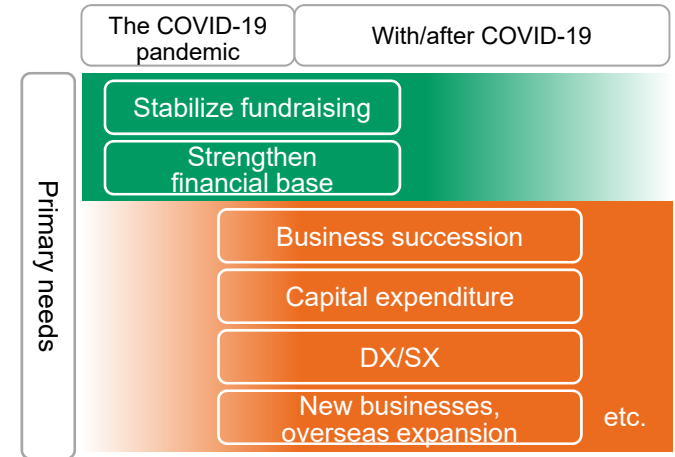 The COVID-19
pandemic
With/after COVID-19
Primary needs
Stabilize fundraising
Strengthen
financial base
Business succession
Capital expenditure
DX/SX
New businesses,
overseas expansion
etc.